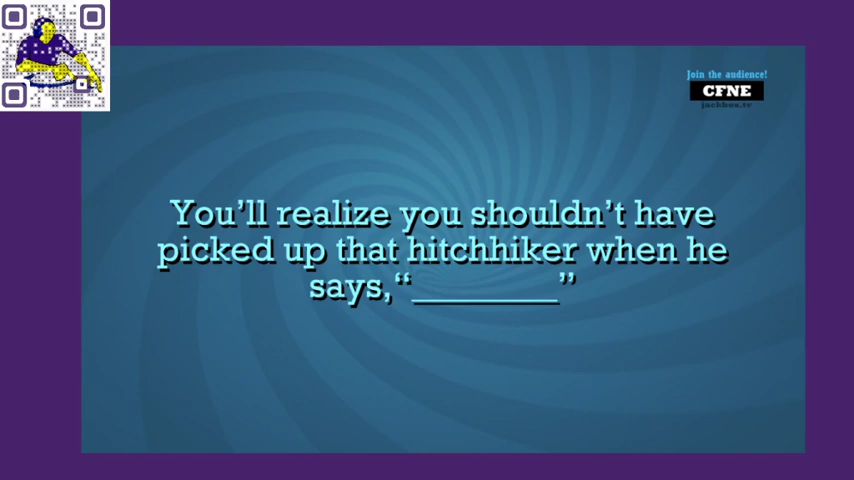 Join the audience!
CFNE
jackbox.tv
You'll realize you shouldn't have
picked up that hitchhiker when he
says,“_________”